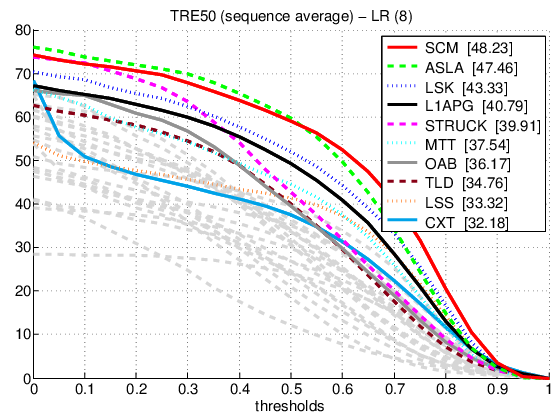 TRE50 (sequence average) − LR (8)
80
70
60
50
40
30
20
10
0
SCM [48.23]
ASLA [47.46]
LSK [43.33]
L1APG [40.79]
STRUCK [39.91]
MTT [37.54]
OAB [36.17]
TLD [34.76]
LSS [33.32]
CXT [32.18]
0 0.1 0.2 0.3 0.4 0.5 0.6 0.7 0.8 0.9 1
thresholds